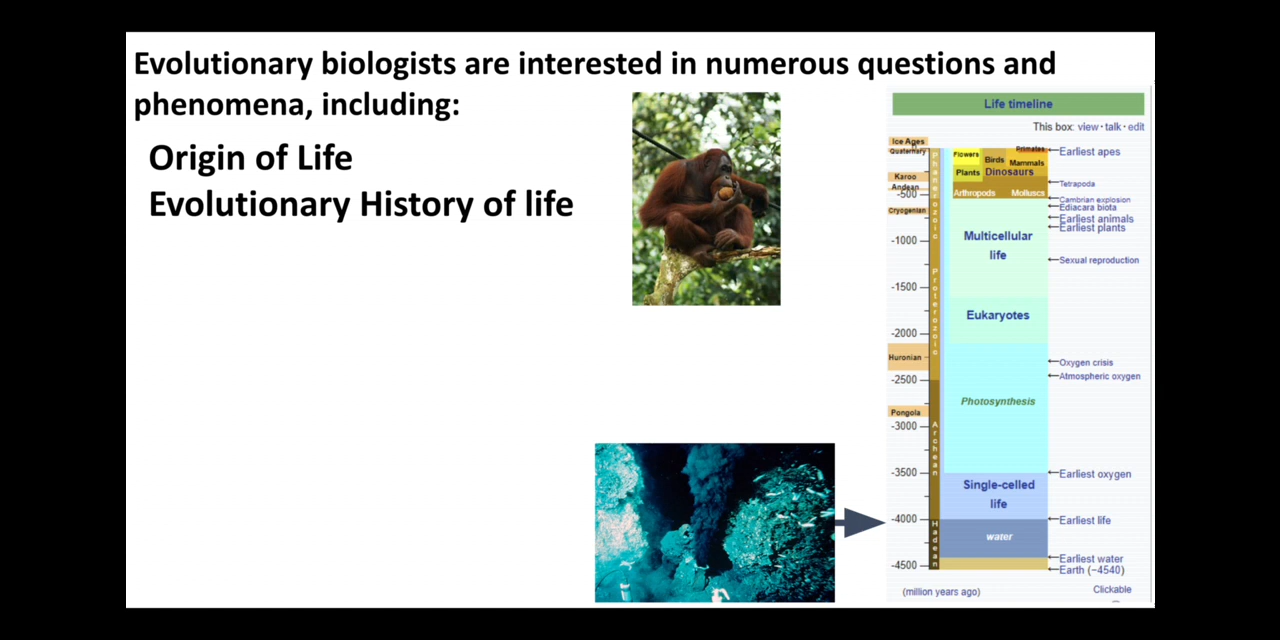 Evolutionary biologists are interested in numerous questions and
phenomena, including:
Origin of Life
Evolutionary History of life
Life timeline
This box: view · talk · edit
Ice Ages
Quaternary
Karoo
Andean
Cryogenian
Huronian
Pongola
-500
-1000
-1500
-2000
-2500
-3000
-3500
-4000
-4500
Phanerozoic
Proterozoic
Archean
Hadean
Flowers
Birds
Primates
Mammals
Plants
Dinosaurs
Arthropods
Molluscs
Multicellular
life
Eukaryotes
Photosynthesis
Single-celled
life
water
←Earliest apes
←Tetrapoda
←Cambrian explosion
←Ediacara biota
←Earliest animals
←Earliest plants
←Sexual reproduction
←Oxygen crisis
←Atmospheric oxygen
←Earliest oxygen
←Earliest life
←Earliest water
←Earth (−4540)
(million years ago)
Clickable